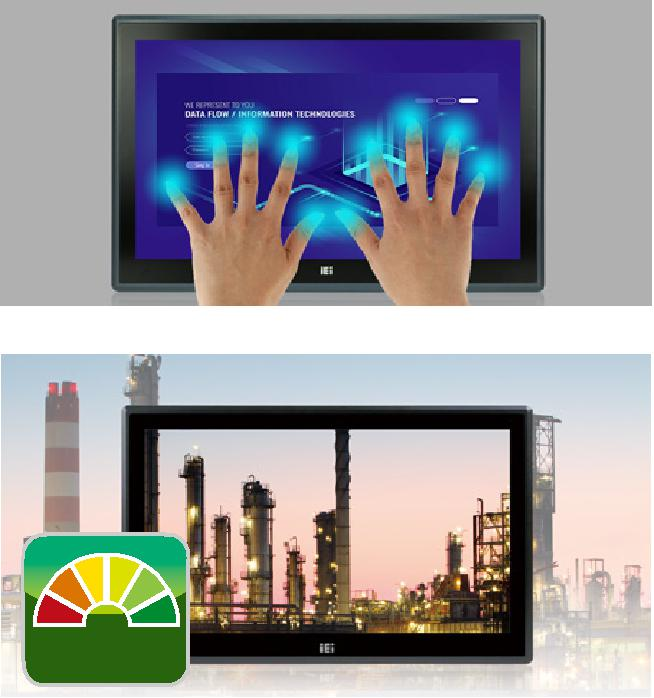 WE REPRESENT TO YOU
DATA FLOW / INFORMATION TECHNOLOGIES
iEi
iEi